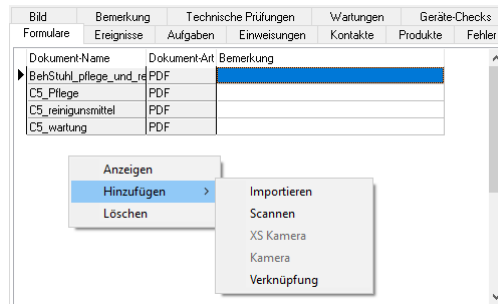 Bild Bemerkung Technische Prüfungen Wartungen Geräte-Checks
Formulare Ereignisse Aufgaben Einweisungen Kontakte Produkte Fehler
Dokument-Name Dokument-Art Bemerkung
BehStuhl_pflege_und_re PDF
C5_Pflege PDF
C5_reinigunsmittel PDF
C5_wartung PDF
Anzeigen
Hinzufügen >
Löschen
Importieren
Scannen
XS Kamera
Kamera
Verknüpfung